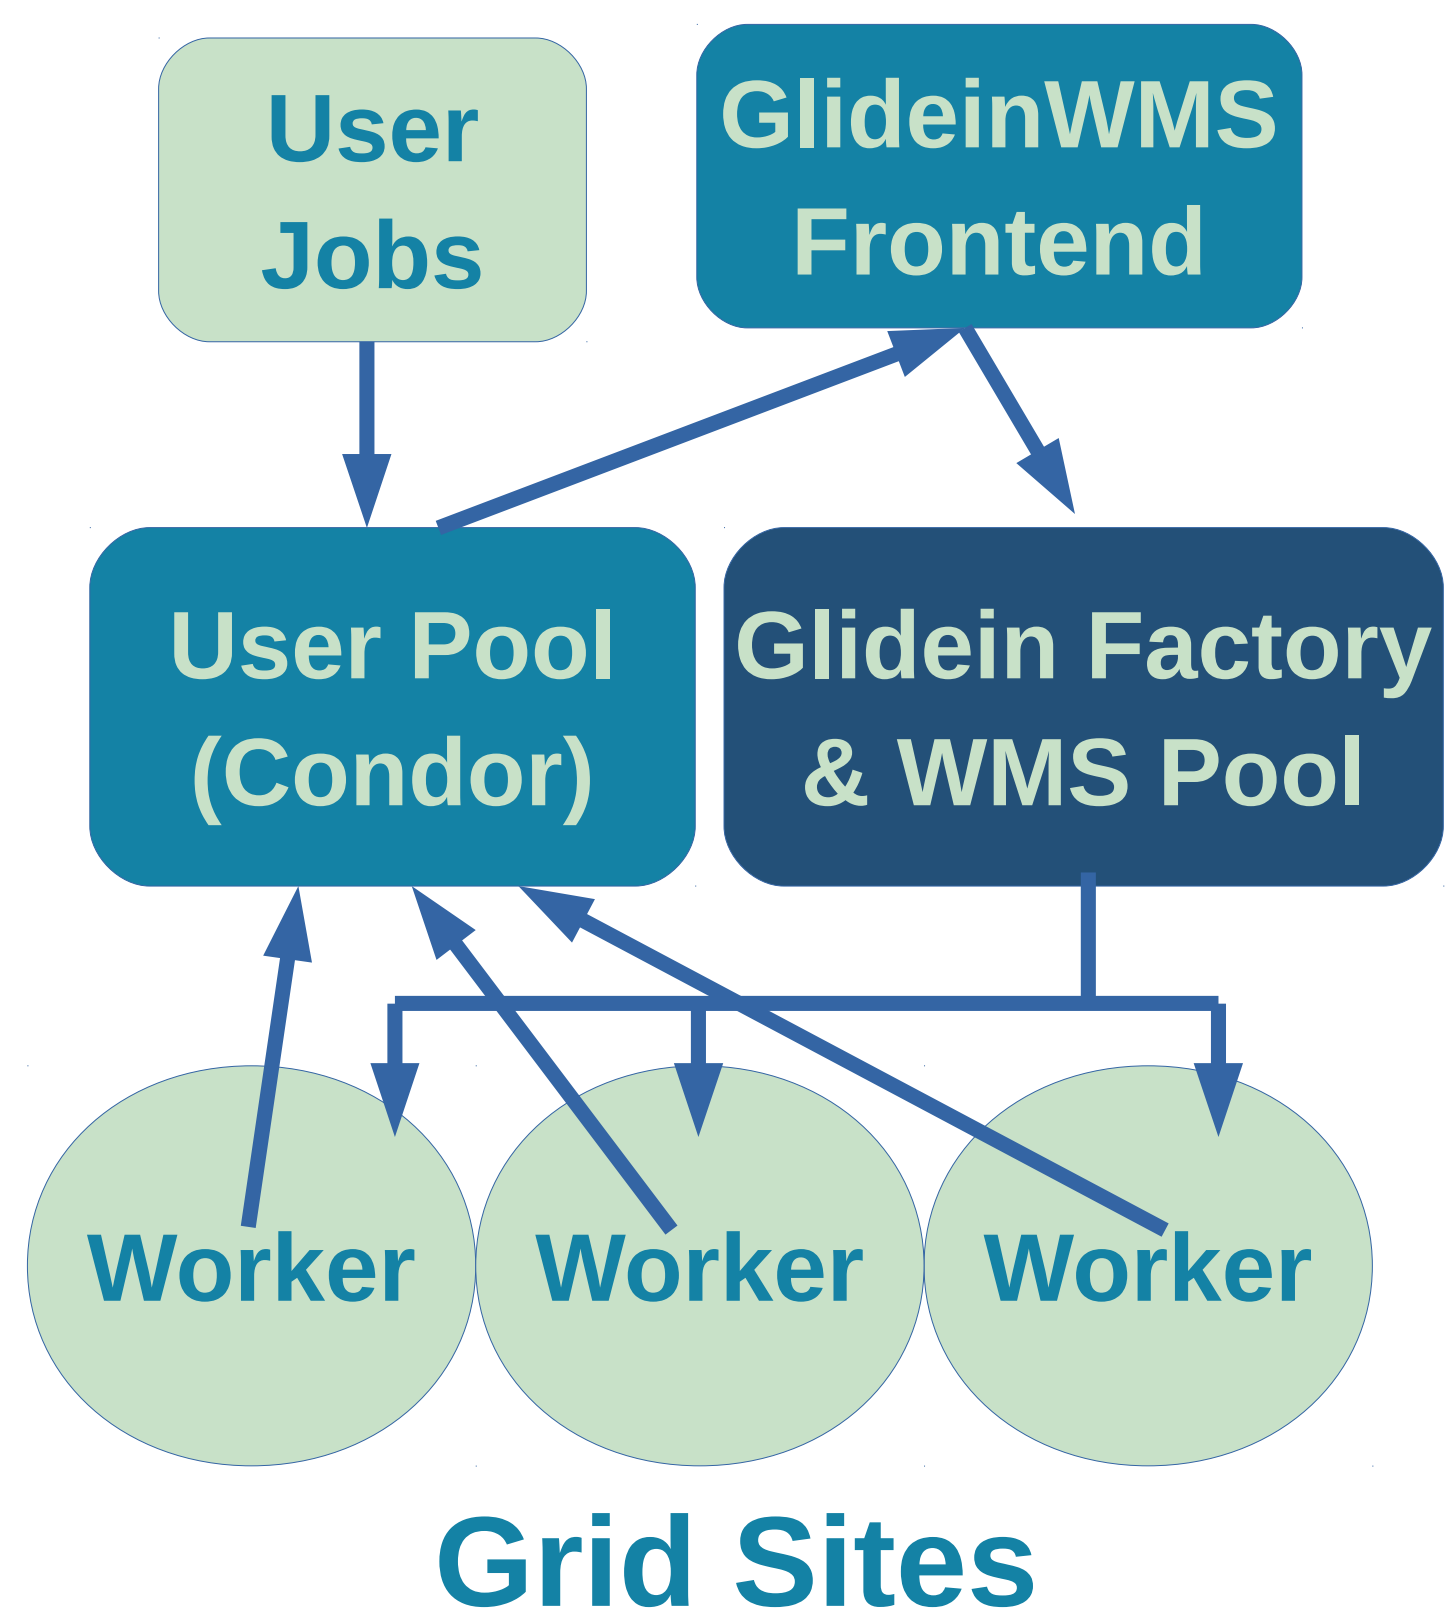 User
Jobs
GlideinWMS
Frontend
User Pool
(Condor)
Glidein Factory
& WMS Pool
Worker
Worker
Worker
Grid Sites